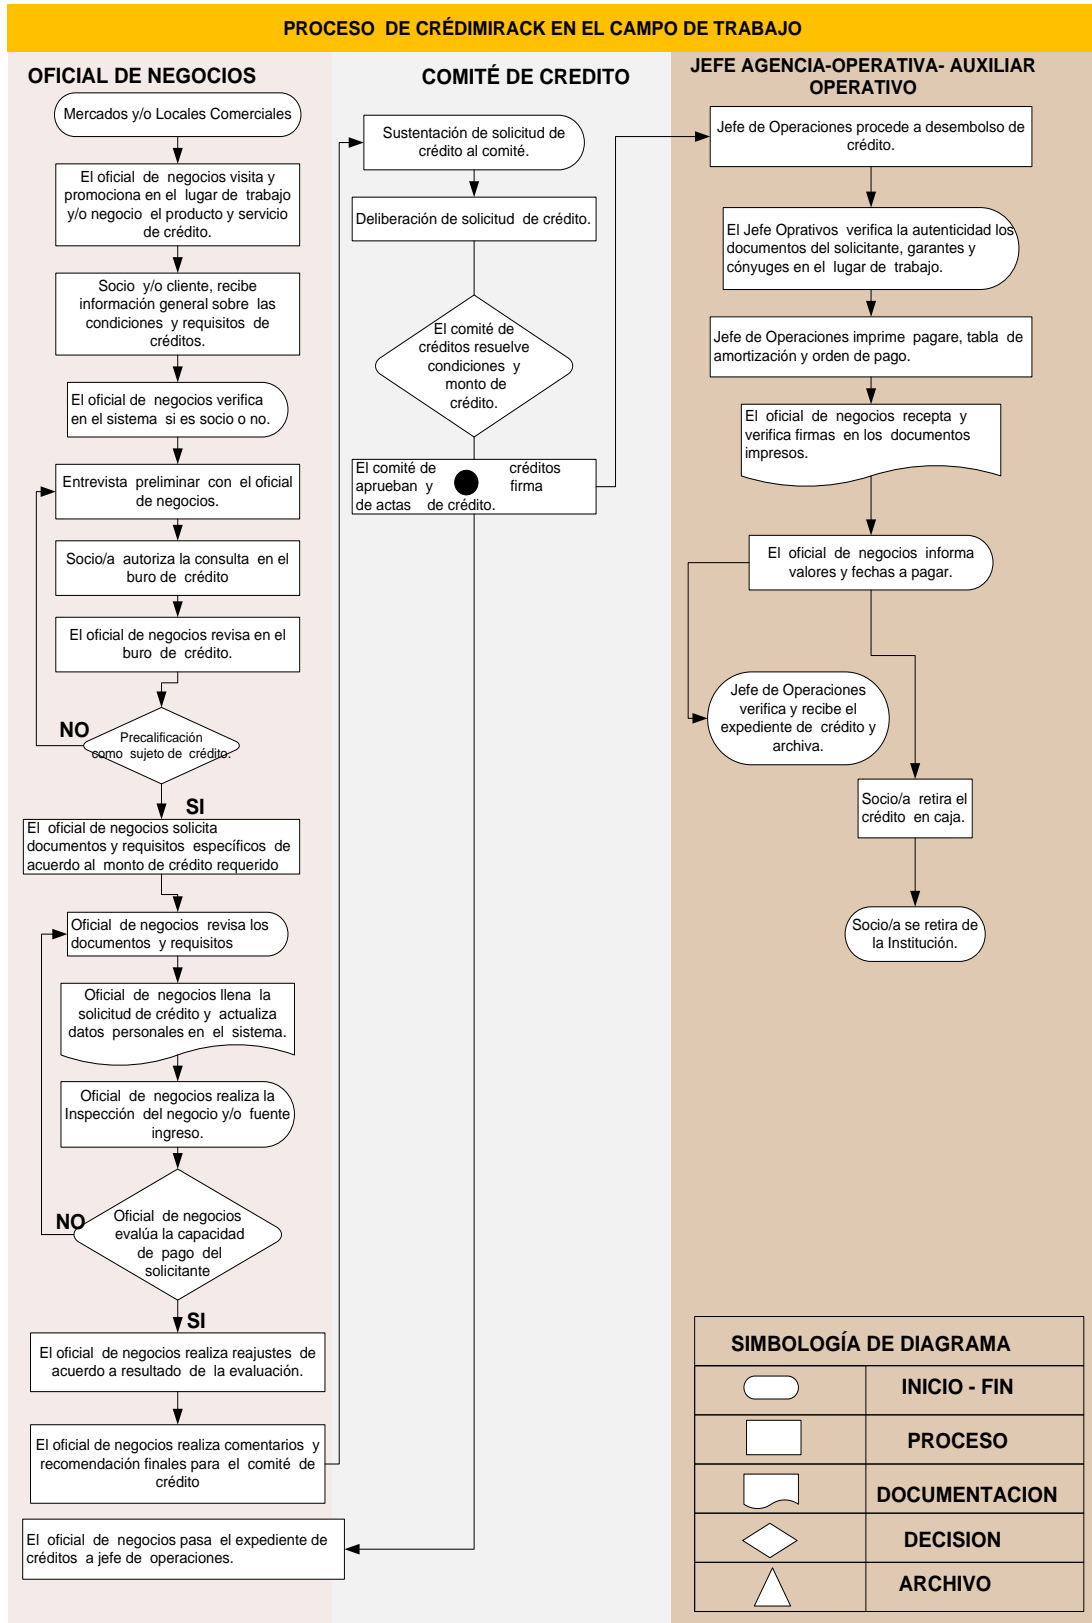 PROCESO DE CRÉDIMIRACK EN EL CAMPO DE TRABAJO
OFICIAL DE NEGOCIOS
Mercados y/o Locales Comerciales
El oficial de negocios visita y
promociona en el lugar de trabajo
y/o negocio el producto y servicio
de crédito.
Socio y/o cliente, recibe
información general sobre las
condiciones y requisitos de
créditos.
El oficial de negocios verifica
en el sistema si es socio o no.
Entrevista preliminar con el oficial
de negocios.
Socio/a autoriza la consulta en el
buro de crédito
El oficial de negocios revisa en el
buro de crédito.
NO
Precalificación
como sujeto de crédito.
SI
El oficial de negocios solicita
documentos y requisitos específicos de
acuerdo al monto de crédito requerido
Oficial de negocios revisa los
documentos y requisitos
Oficial de negocios llena la
solicitud de crédito y actualiza
datos personales en el sistema.
Oficial de negocios realiza la
Inspección del negocio y/o fuente
ingreso.
NO
Oficial de negocios
evalúa la capacidad
de pago del
solicitante
SI
El oficial de negocios realiza reajustes de
acuerdo a resultado de la evaluación.
El oficial de negocios realiza comentarios y
recomendación finales para el comité de
crédito
El oficial de negocios pasa el expediente de
créditos a jefe de operaciones.
COMITÉ DE CREDITO
Sustentación de solicitud de
crédito al comité.
Deliberación de solicitud de crédito.
El comité de
créditos resuelve
condiciones y
monto de
crédito.
El comité de créditos
aprueban y firma
de actas de crédito.
JEFE AGENCIA-OPERATIVA- AUXILIAR
OPERATIVO
Jefe de Operaciones procede a desembolso de
crédito.
El Jefe Oprativos verifica la autenticidad los
documentos del solicitante, garantes y
cónyuges en el lugar de trabajo.
Jefe de Operaciones imprime pagare, tabla de
amortización y orden de pago.
El oficial de negocios recepta y
verifica firmas en los documentos
impresos.
El oficial de negocios informa
valores y fechas a pagar.
Jefe de Operaciones
verifica y recibe el
expediente de crédito y
archiva.
Socio/a retira el
crédito en caja.
Socio/a se retira de
la Institución.
SIMBOLOGÍA DE DIAGRAMA
INICIO - FIN
PROCESO
DOCUMENTACION
DECISION
ARCHIVO